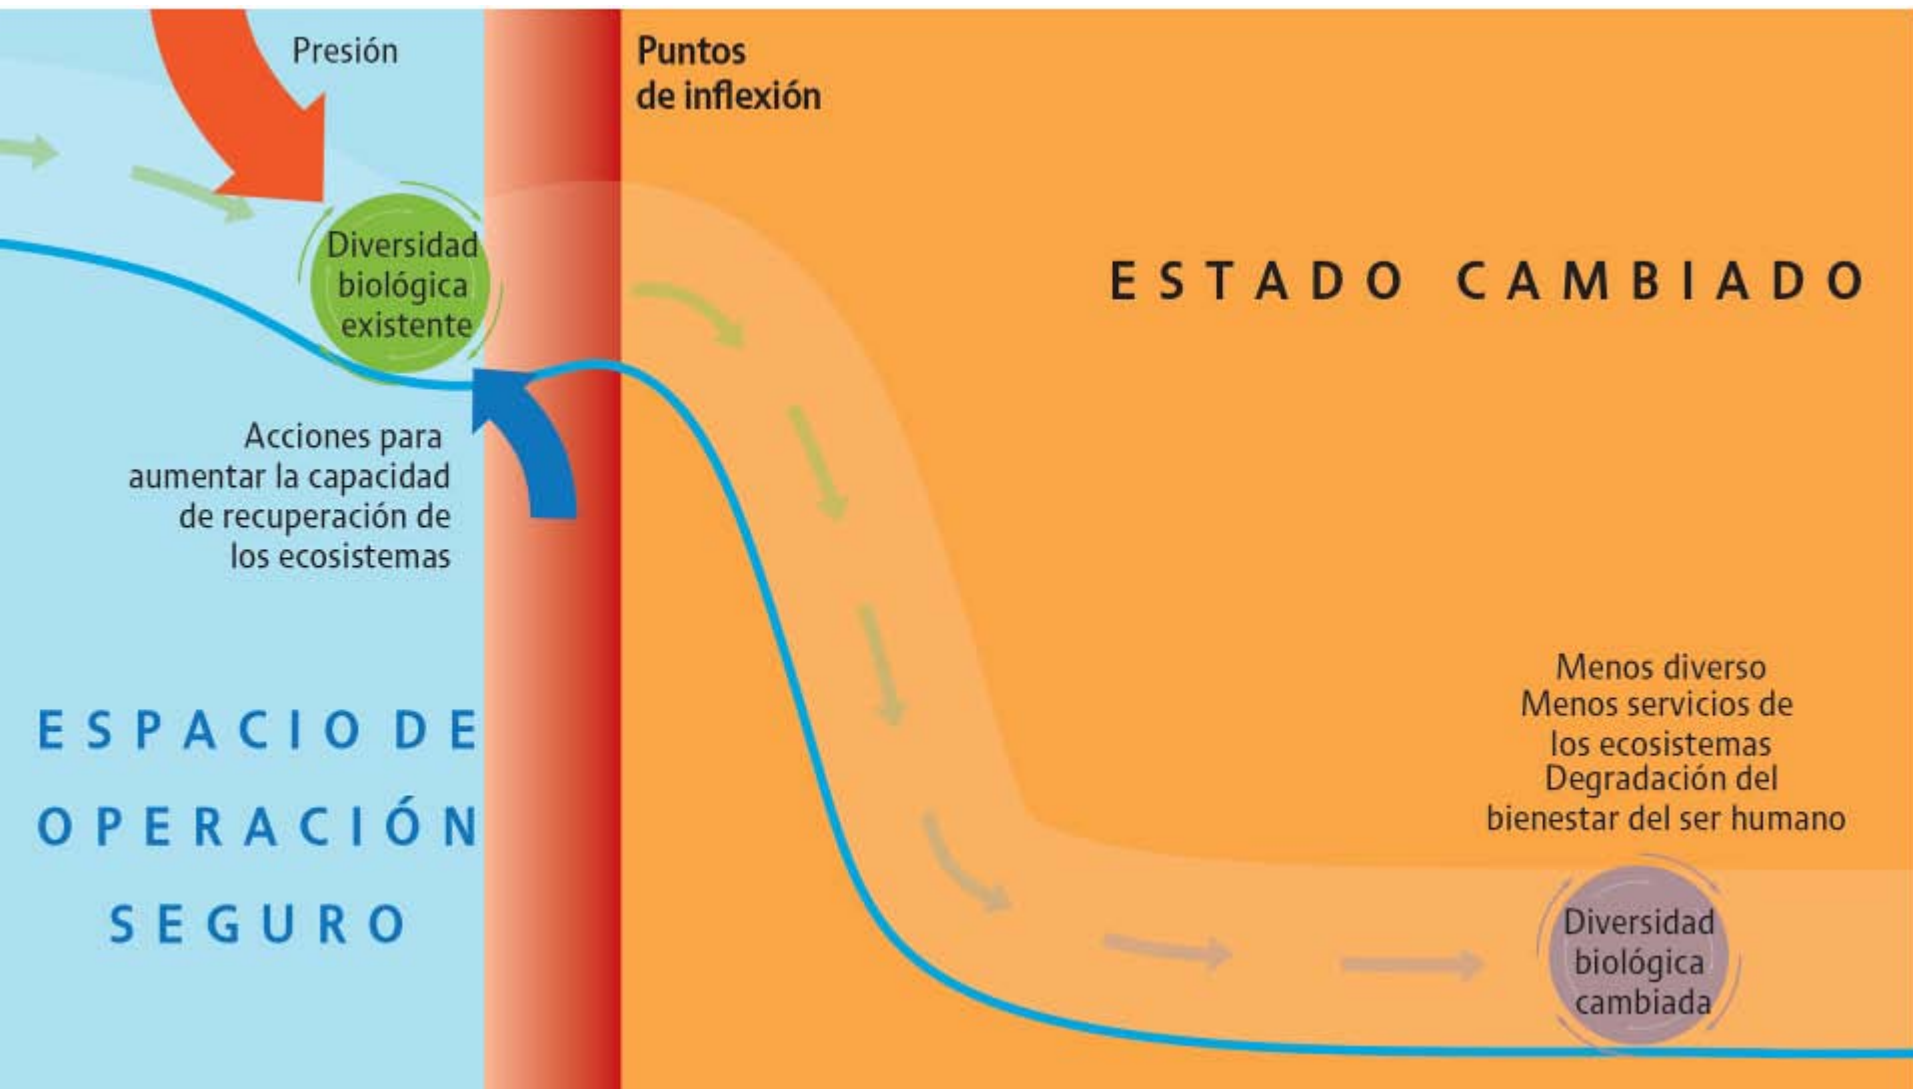 Presión
Puntos
de inflexión
Diversidad
biológica
existente
ESTADO CAMBIADO
Acciones para
aumentar la capacidad
de recuperación de
los ecosistemas
ESPACIO DE
OPERACIÓN
SEGURO
Menos diverso
Menos servicios de
los ecosistemas
Degradación del
bienestar del ser humano
Diversidad
biológica
cambiada